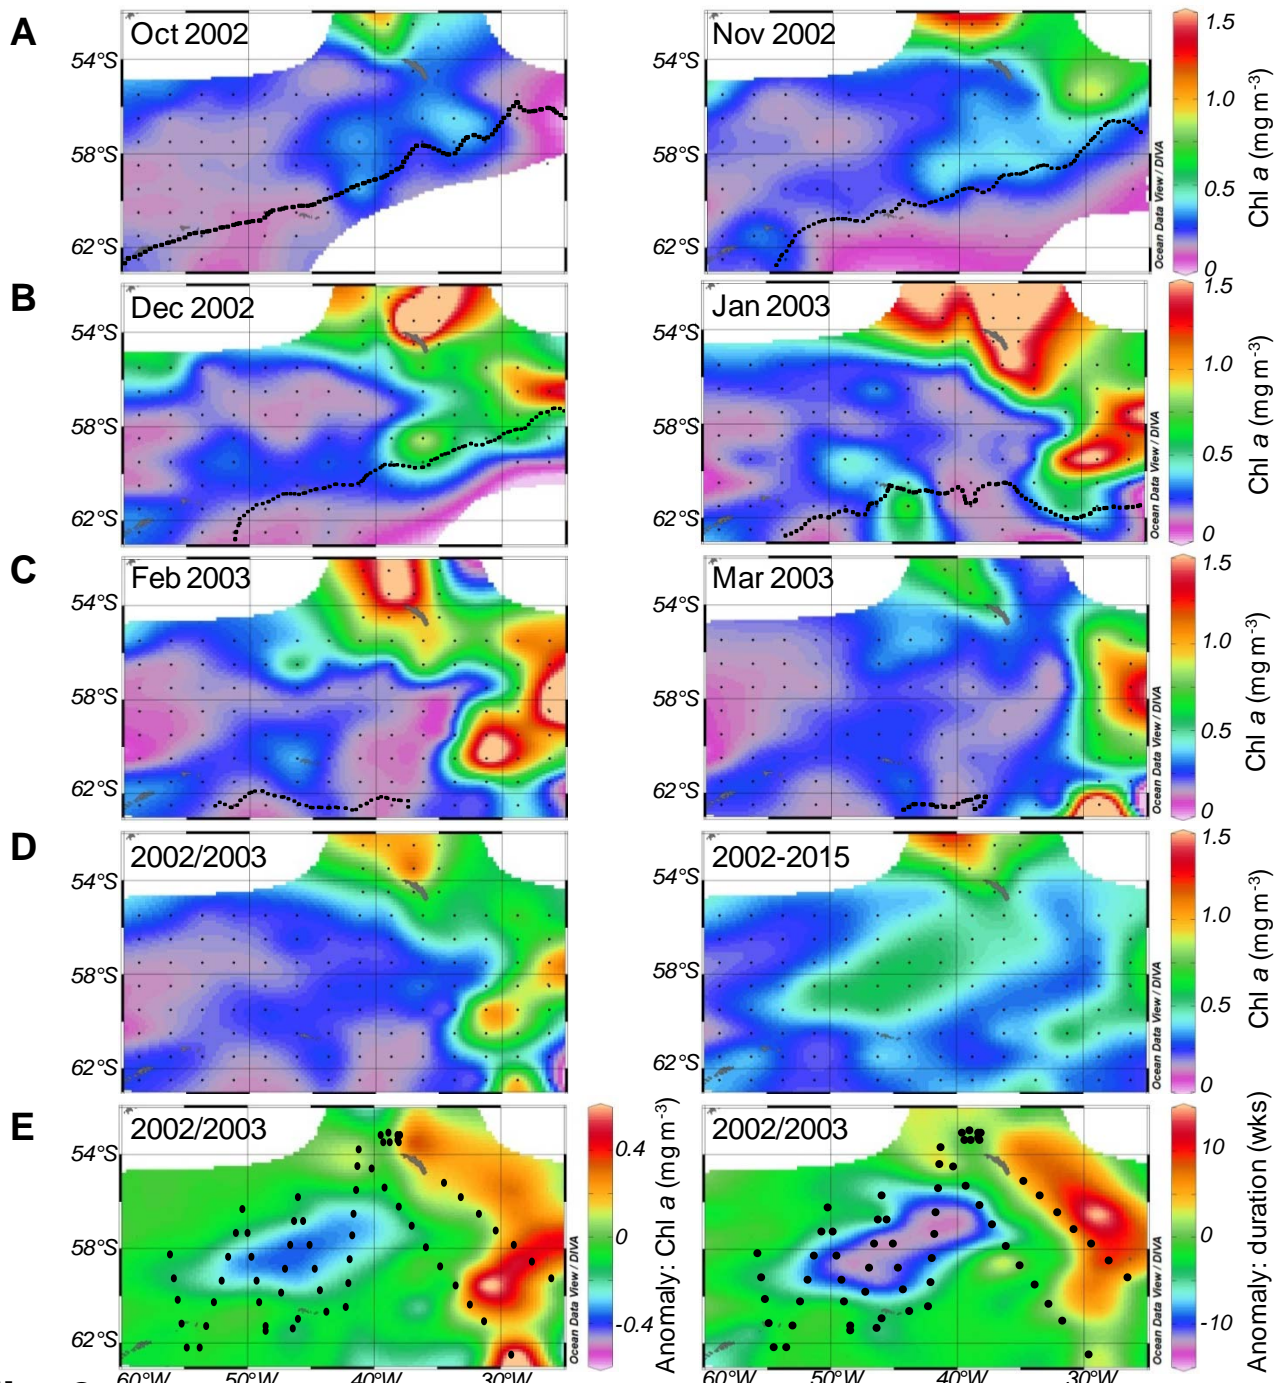 A
Oct 2002
Nov 2002
54°S
58°S
62°S
54°S
58°S
62°S
1.5
1.0
0.5
0
Chl a (mg m-3)
Ocean Data View / DIVA
B
Dec 2002
Jan 2003
54°S
58°S
62°S
54°S
58°S
62°S
1.5
1.0
0.5
0
Chl a (mg m-3)
Ocean Data View / DIVA
C
Feb 2003
Mar 2003
54°S
58°S
62°S
54°S
58°S
62°S
1.5
1.0
0.5
0
Chl a (mg m-3)
Ocean Data View / DIVA
D
2002/2003
2002-2015
54°S
58°S
62°S
54°S
58°S
62°S
1.5
1.0
0.5
0
Chl a (mg m-3)
Ocean Data View / DIVA
E
2002/2003
2002/2003
54°S
58°S
62°S
60°W
50°W
40°W
30°W
0.4
0
-0.4
Anomaly: Chl a (mg m-3)
Ocean Data View / DIVA
54°S
58°S
62°S
60°W
50°W
40°W
30°W
10
0
-10
Anomaly: duration (wks)
Ocean Data View / DIVA